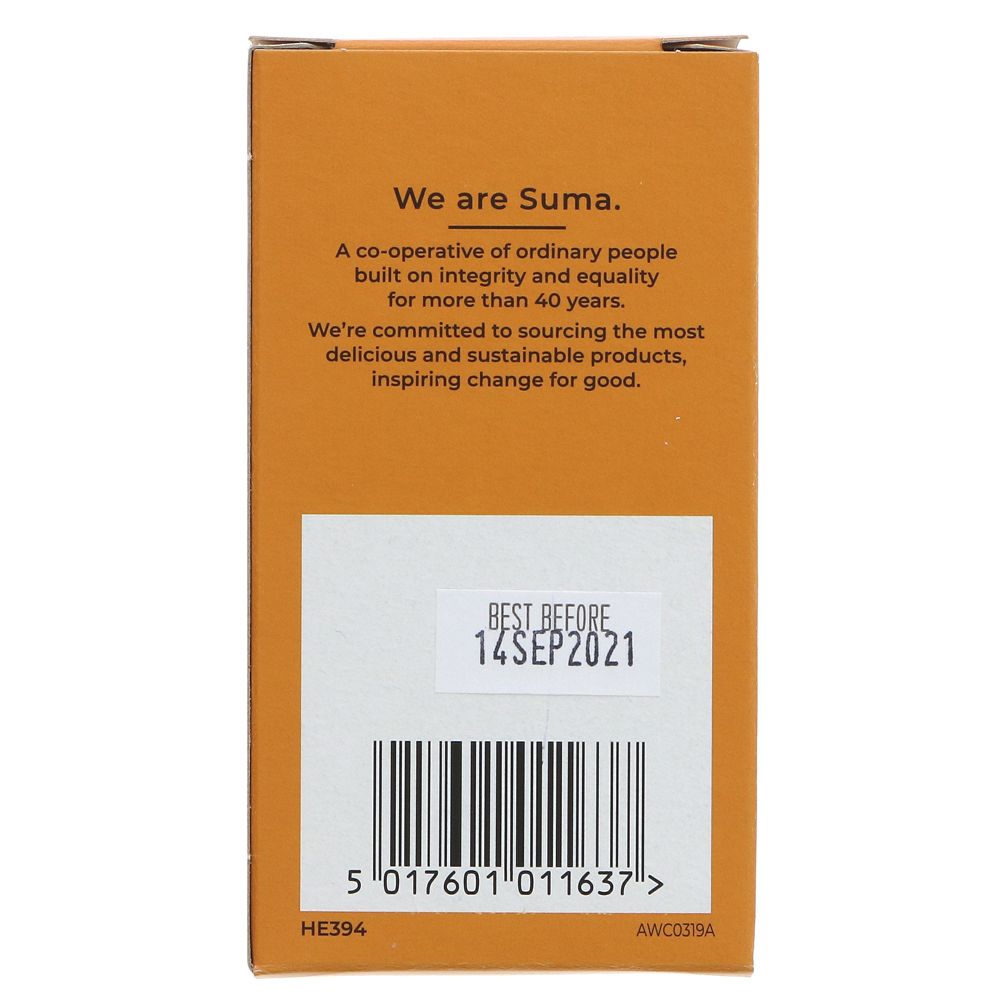 We are Suma.
A co-operative of ordinary people
built on integrity and equality
for more than 40 years.
We're committed to sourcing the most
delicious and sustainable products,
inspiring change for good.
BEST BEFORE
14SEP2021
5 017601 011637 >
HE394 AWC0319A